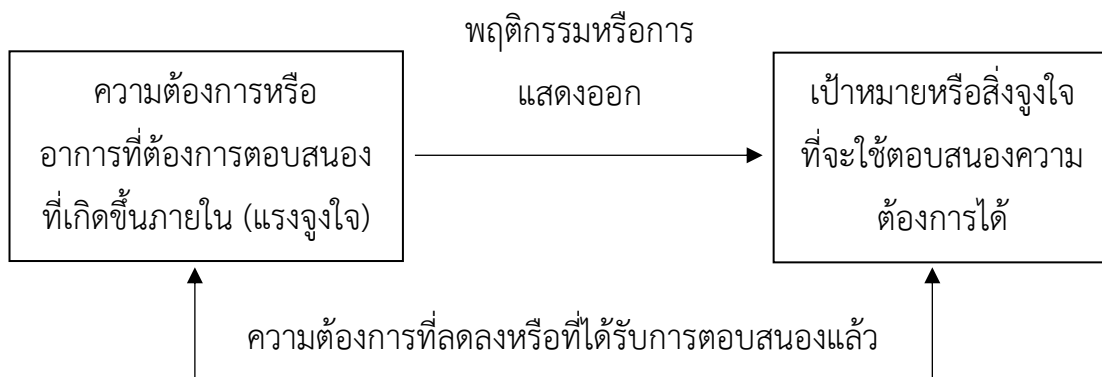 ความต้องการหรือ
อาการที่ต้องการตอบสนอง
ที่เกิดขึ้นภายใน (แรงจูงใจ)
พฤติกรรมหรือการ
แสดงออก
เป้าหมายหรือสิ่งจูงใจ
ที่จะใช้ตอบสนองความ
ต้องการได้
ความต้องการที่ลดลงหรือที่ได้รับการตอบสนองแล้ว